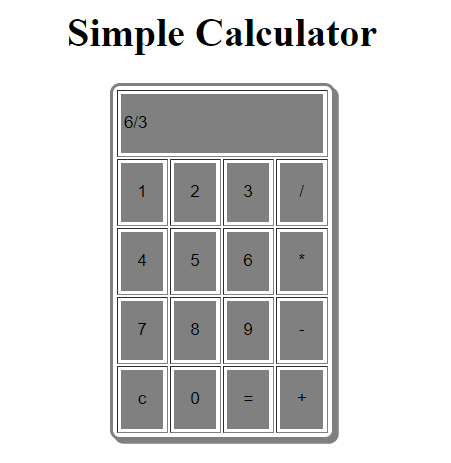 Simple Calculator
6/3
1 2 3 /
4 5 6 *
7 8 9 -
c 0 = +